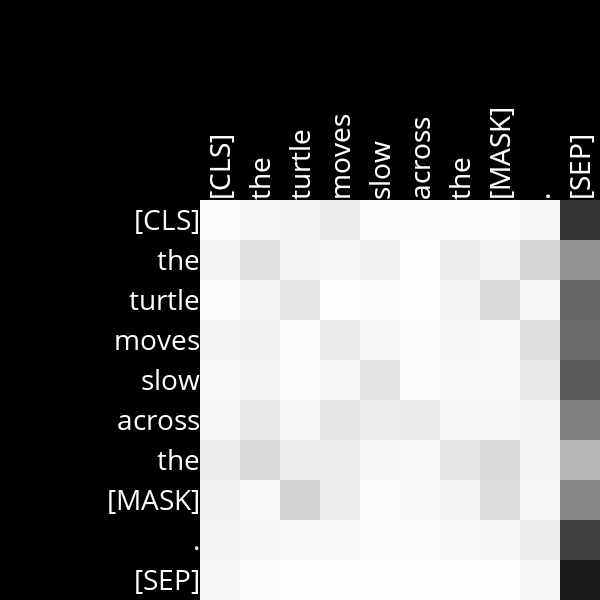 [CLS] the turtle moves slow across the [MASK] . [SEP]
[CLS]
the
turtle
moves
slow
across
the
[MASK]
.
[SEP]